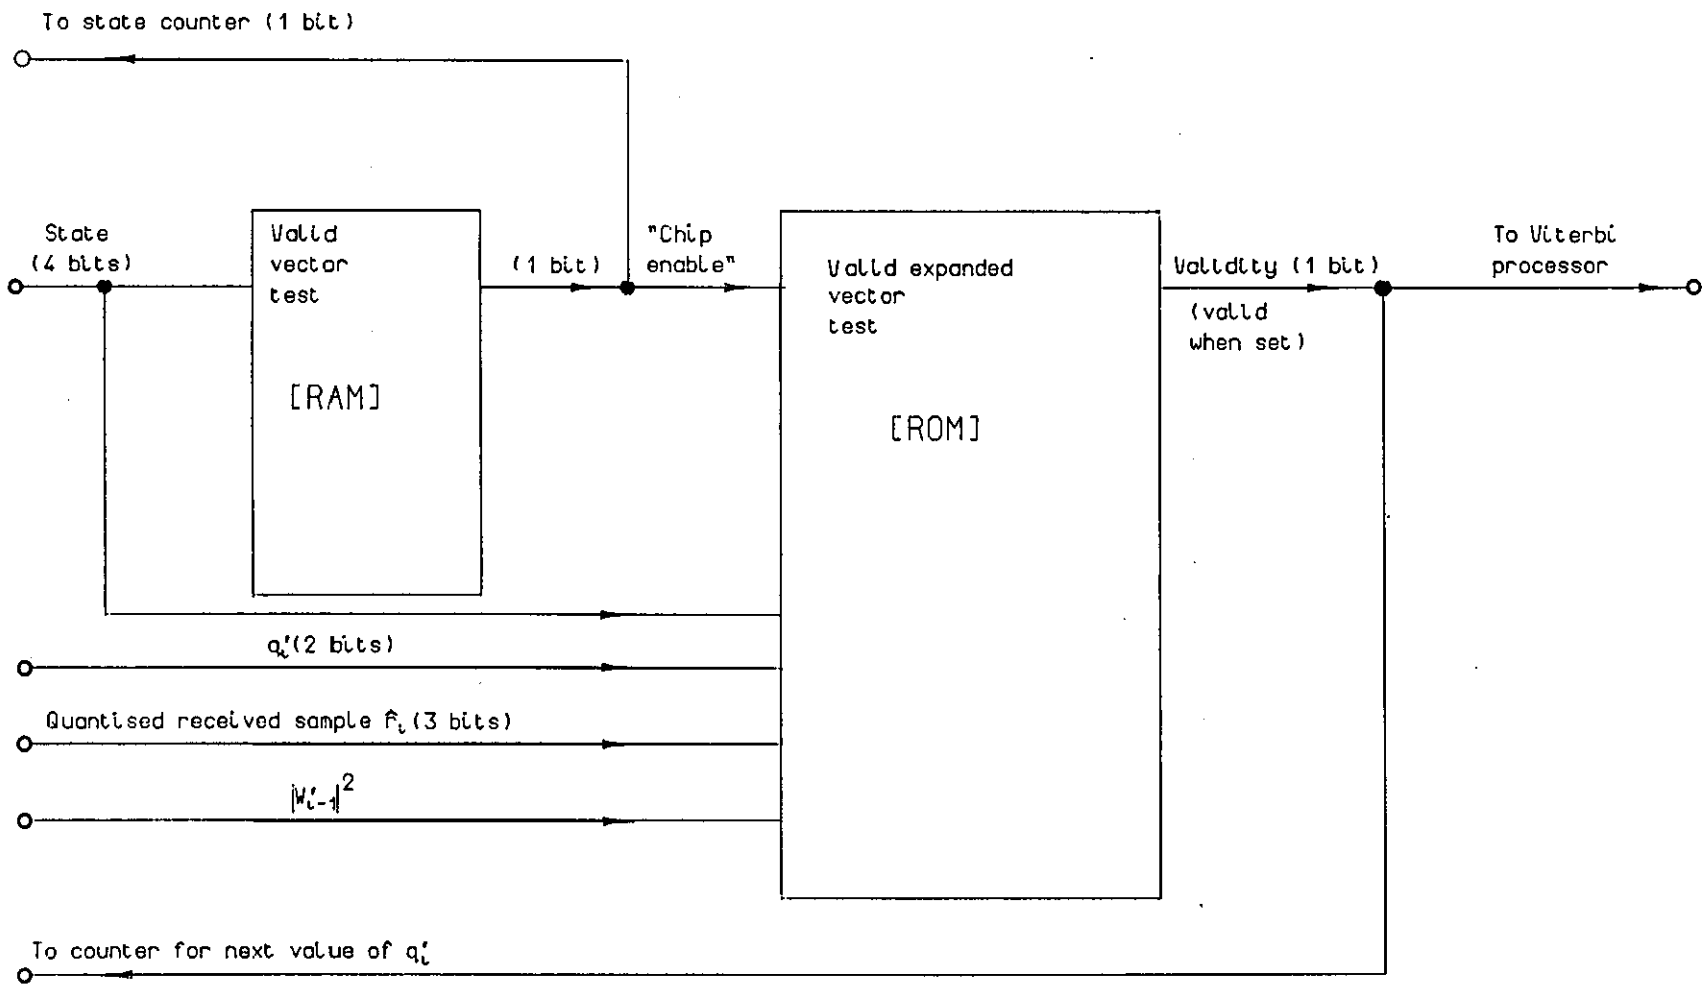 To state counter (1 bit)
State
(4 bits)
Valid
vector
test
[RAM]
(1 bit)
"Chip
enable"
Valid expanded
vector
test
[ROM]
Validity (1 bit)
(valid
when set)
To Viterbi
processor
qᵢ′(2 bits)
Quantised received sample r̂ᵢ (3 bits)
|Wᵢ₋₁′|²
To counter for next value of qᵢ′